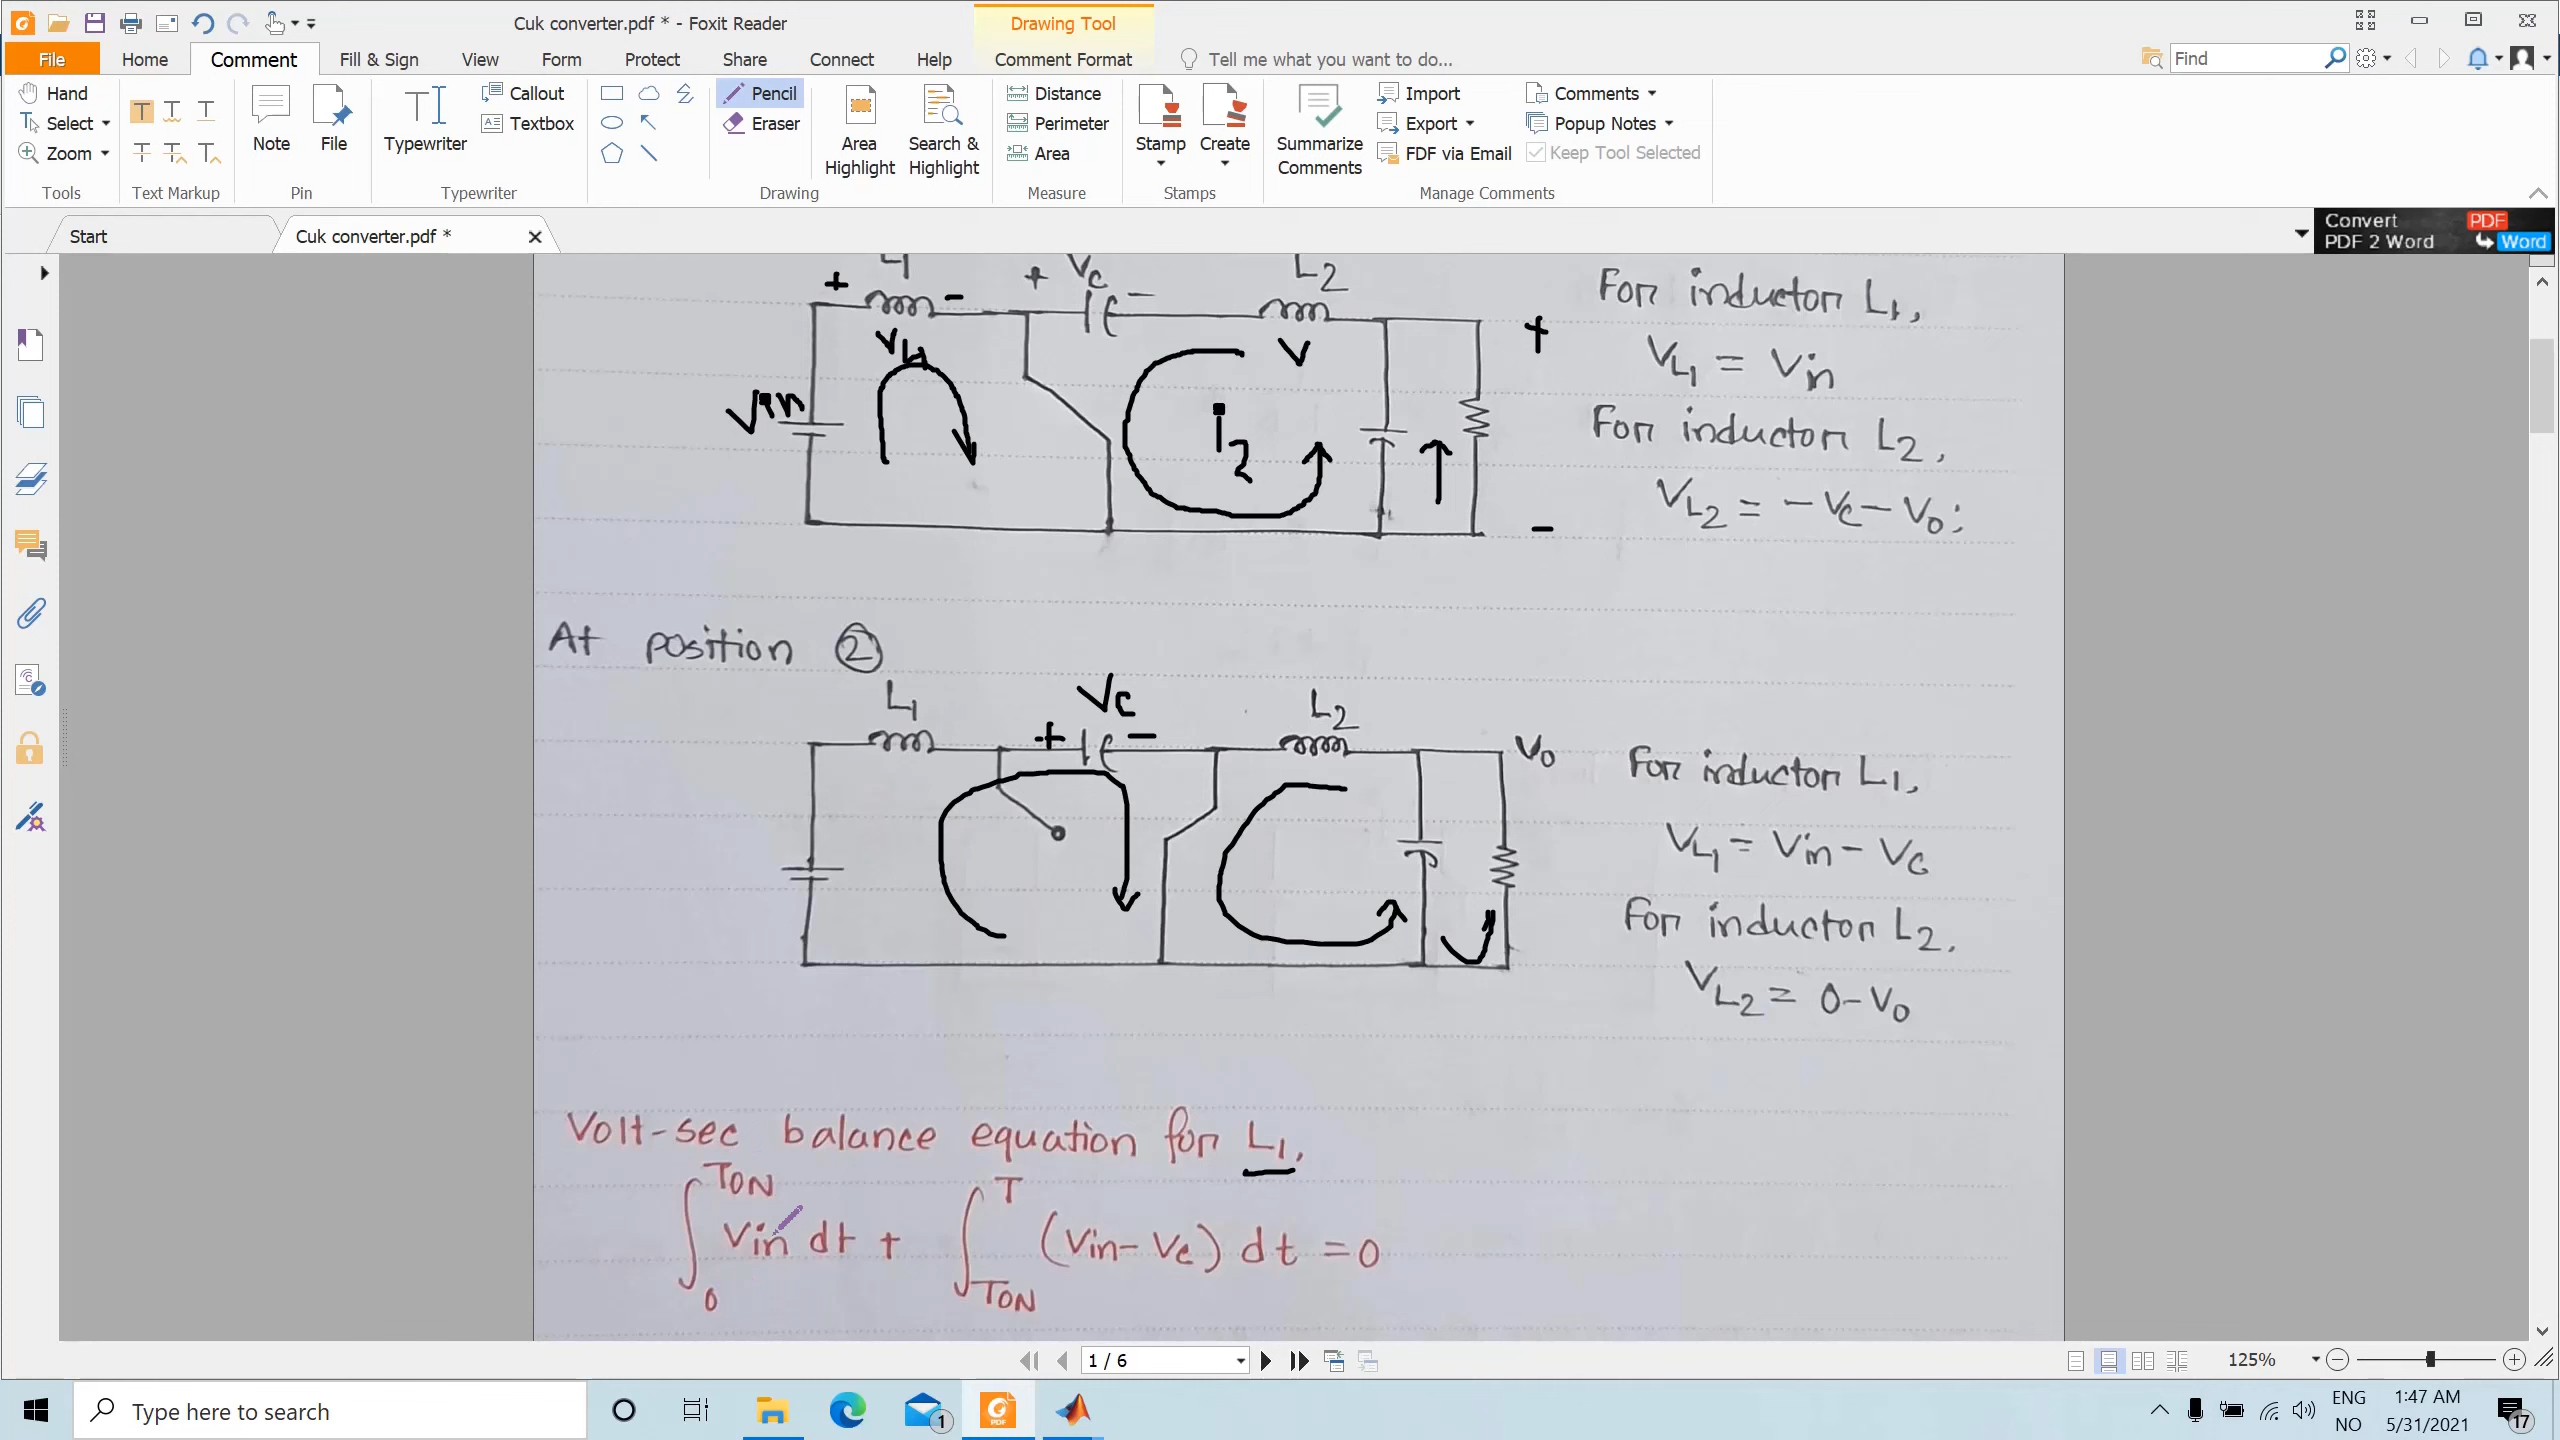 Cuk converter.pdf * - Foxit Reader
Drawing Tool
File Home Comment Fill & Sign View Form Protect Share Connect Help Comment Format Tell me what you want to do... Find
Hand
Select
Zoom
Tools
Text Markup
Note
File
Pin
Typewriter
Callout
Textbox
Typewriter
Pencil
Eraser
Drawing
Area Highlight
Search & Highlight
Distance
Perimeter
Area
Measure
Stamp
Create
Stamps
Summarize Comments
Import
Export
FDF via Email
Comments
Popup Notes
Keep Tool Selected
Manage Comments
Start
Cuk converter.pdf *
Convert PDF
PDF 2 Word Word
+ L1 - + Vc - L2
VL1
V
Vin
i2
+
-
For inductor L1,
VL1 = Vin
For inductor L2,
VL2 = - Vc - Vo;
At position ②
L1 + Vc - L2
Vo
For inductor L1,
VL1 = Vin - Vc
For inductor L2,
VL2 = 0 - Vo
Volt-sec balance equation for L1,
∫0^TON Vin dt + ∫TON^T (Vin - Vc) dt = 0
1 / 6
125%
Type here to search
1
ENG
NO
1:47 AM
5/31/2021
17